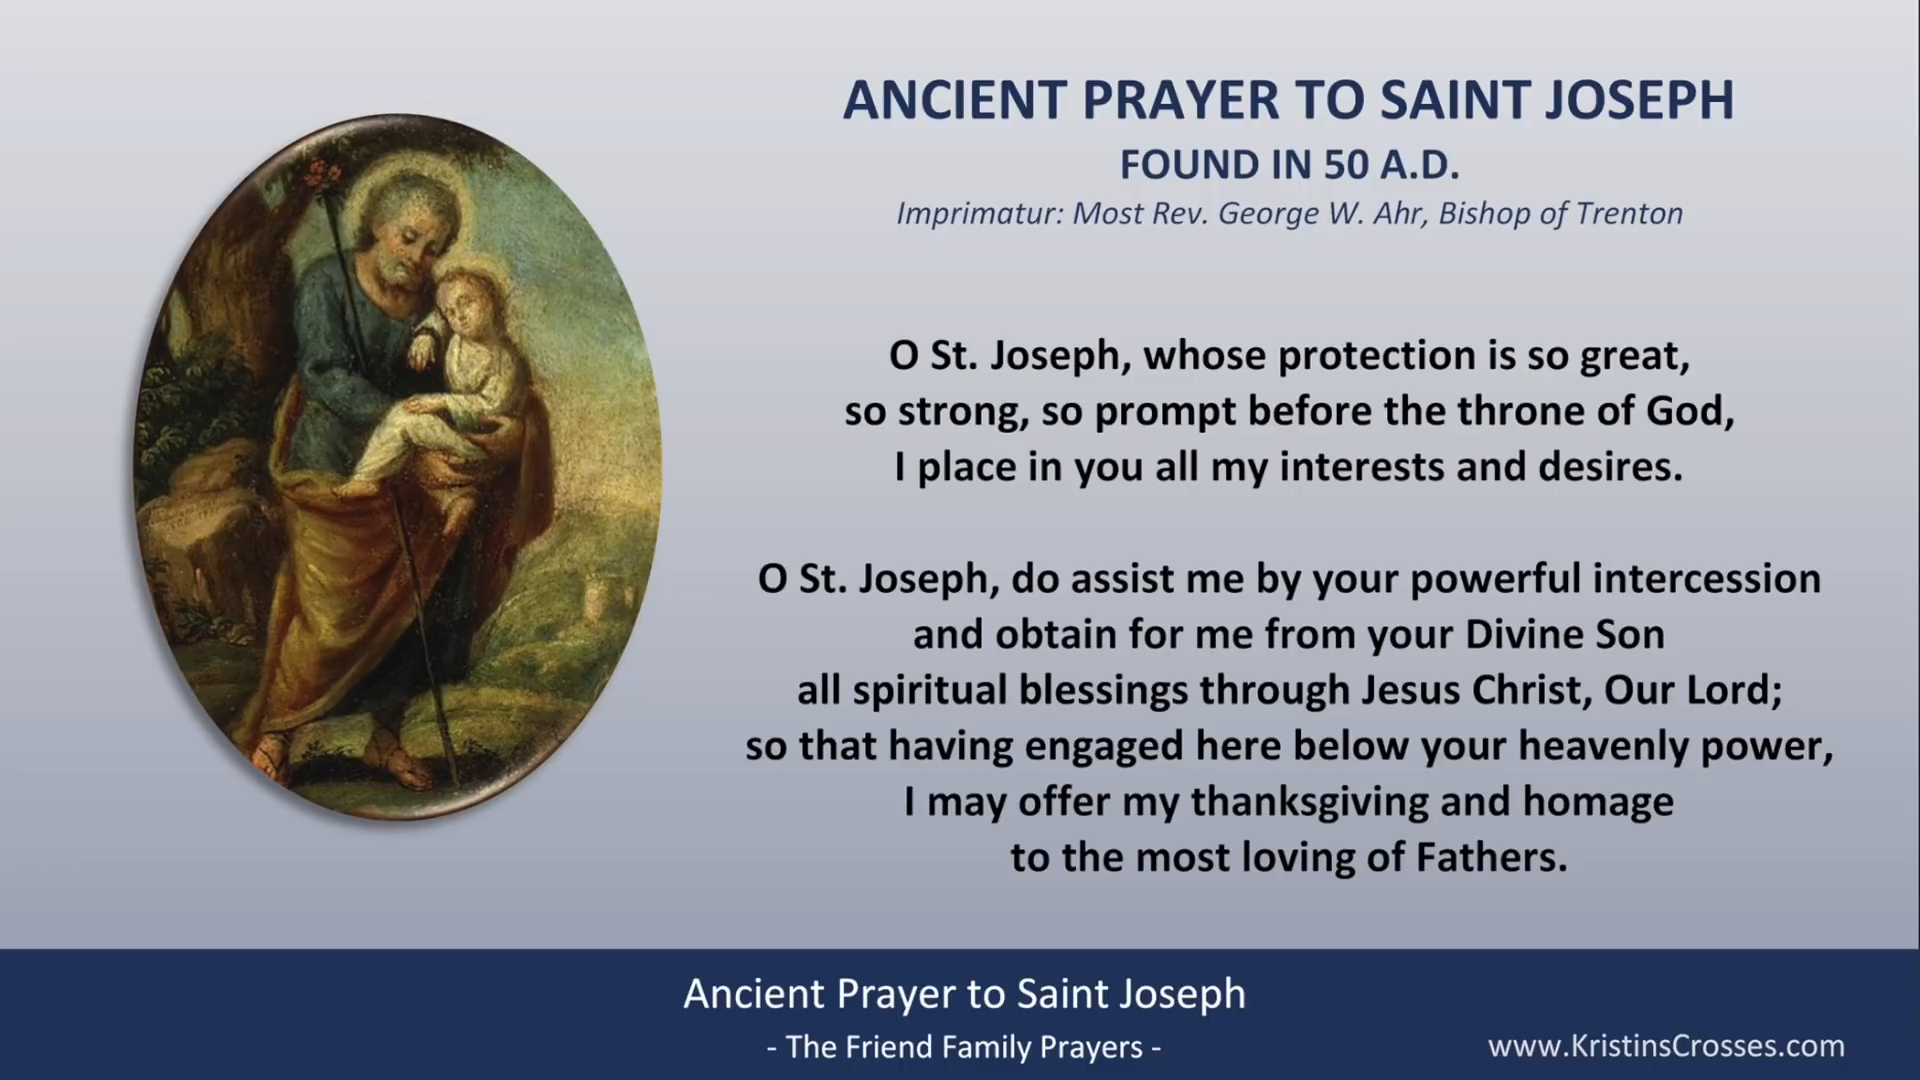 ANCIENT PRAYER TO SAINT JOSEPH
FOUND IN 50 A.D.
Imprimatur: Most Rev. George W. Ahr, Bishop of Trenton
O St. Joseph, whose protection is so great,
so strong, so prompt before the throne of God,
I place in you all my interests and desires.
O St. Joseph, do assist me by your powerful intercession
and obtain for me from your Divine Son
all spiritual blessings through Jesus Christ, Our Lord;
so that having engaged here below your heavenly power,
I may offer my thanksgiving and homage
to the most loving of Fathers.
Ancient Prayer to Saint Joseph
- The Friend Family Prayers -
www.KristinsCrosses.com